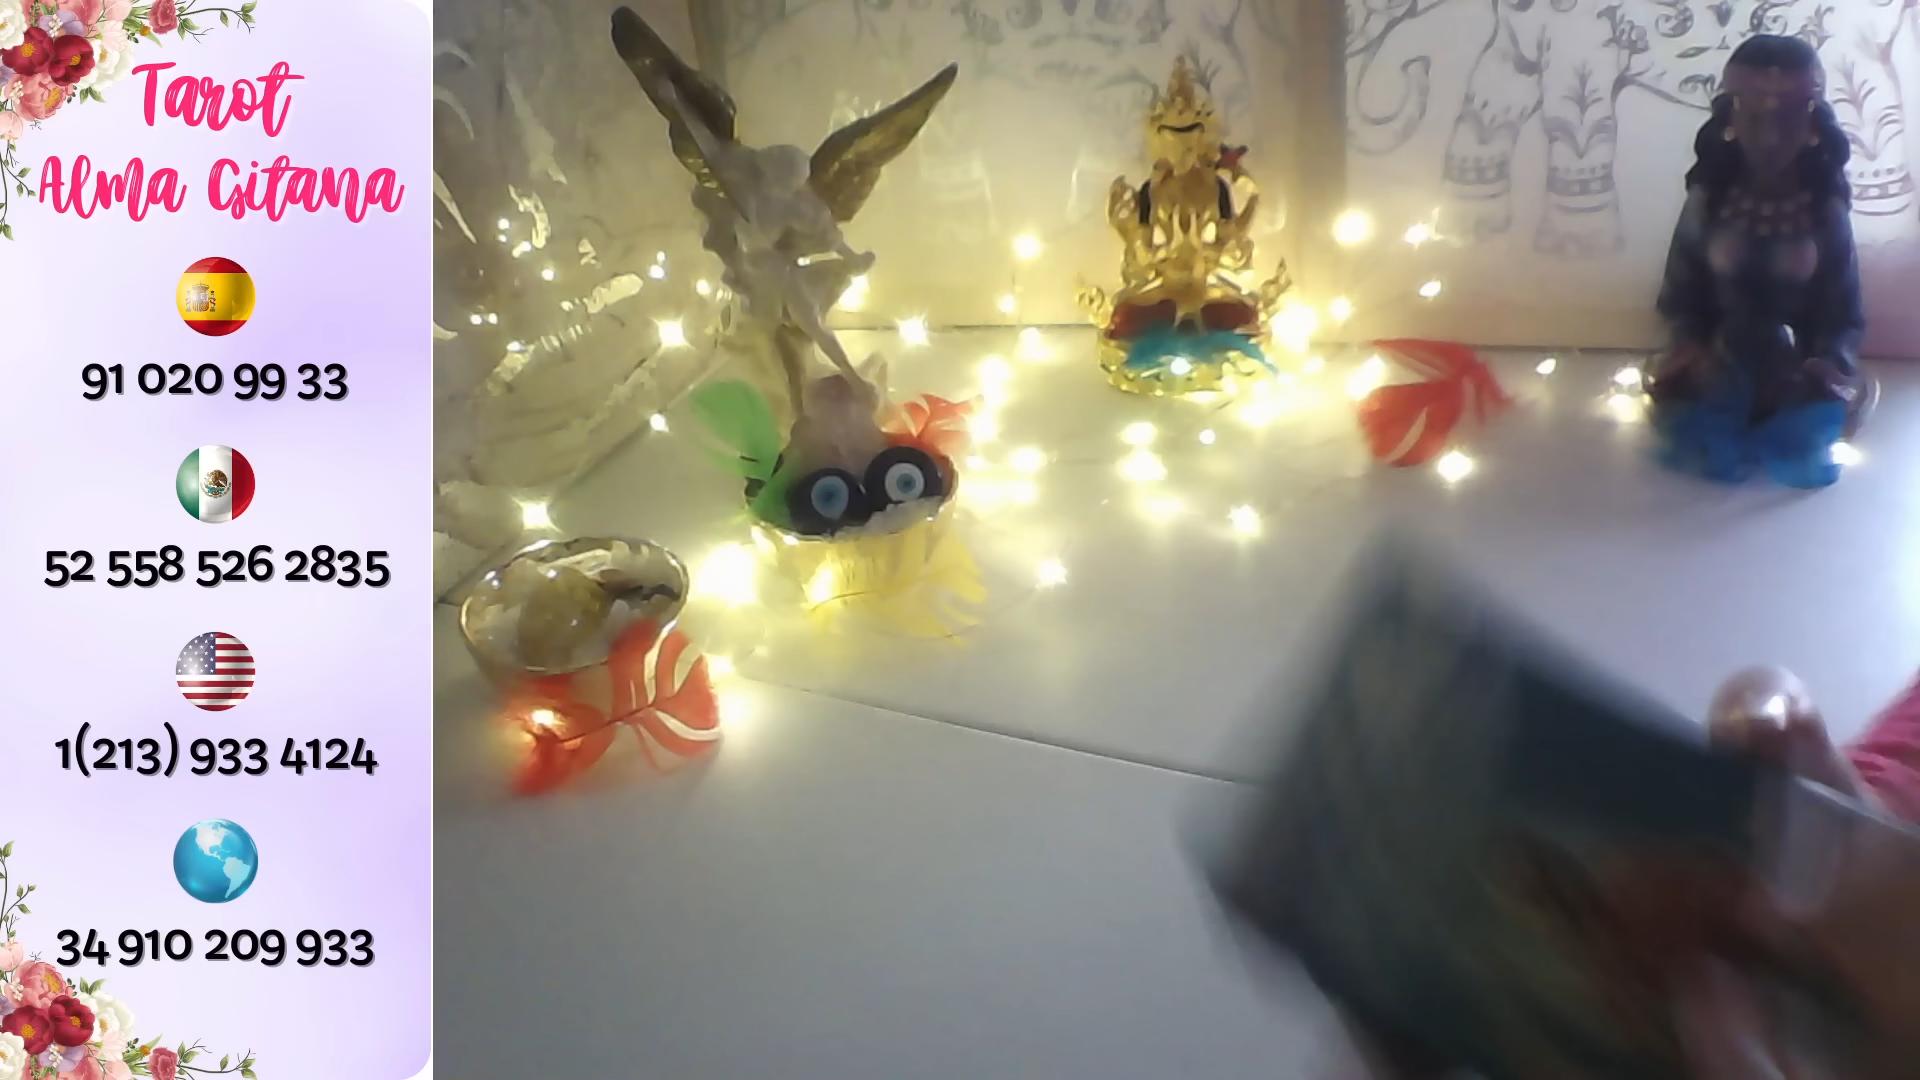 Tarot
Alma Gitana
91 020 99 33
52 558 526 2835
1(213) 933 4124
34 910 209 933